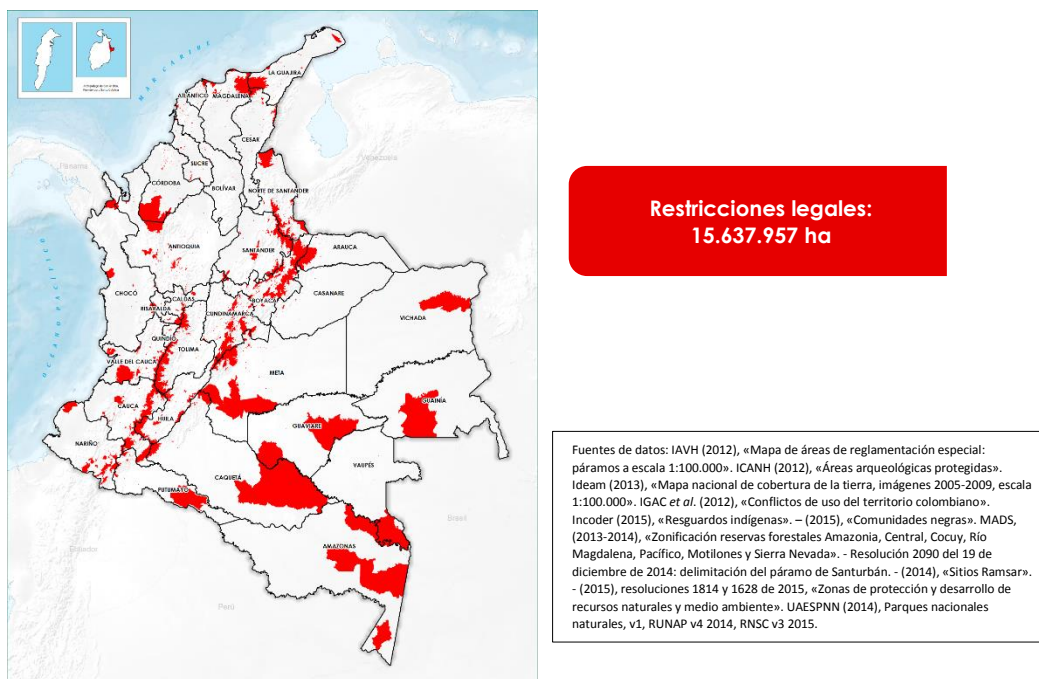 MAR CARIBE
LA GUAJIRA
ATLÁNTICO
MAGDALENA
CESAR
Panamá
Venezuela
SUCRE
CÓRDOBA
BOLÍVAR
NORTE DE SANTANDER
ANTIOQUIA
SANTANDER
ARAUCA
OCEANO PACÍFICO
CHOCÓ
CALDAS
RISARALDA
BOYACÁ
CASANARE
CUNDINAMARCA
VICHADA
QUINDÍO
TOLIMA
VALLE DEL CAUCA
META
CAUCA
HUILA
GUAINÍA
GUAVIARE
NARIÑO
VAUPÉS
CAQUETÁ
PUTUMAYO
Brasil
Ecuador
AMAZONAS
Perú
Restricciones legales:
15.637.957 ha
Fuentes de datos: IAVH (2012), «Mapa de áreas de reglamentación especial:
páramos a escala 1:100.000». ICANH (2012), «Áreas arqueológicas protegidas».
Ideam (2013), «Mapa nacional de cobertura de la tierra, imágenes 2005-2009, escala
1:100.000». IGAC et al. (2012), «Conflictos de uso del territorio colombiano».
Incoder (2015), «Resguardos indígenas». – (2015), «Comunidades negras». MADS,
(2013-2014), «Zonificación reservas forestales Amazonia, Central, Cocuy, Río
Magdalena, Pacífico, Motilones y Sierra Nevada». - Resolución 2090 del 19 de
diciembre de 2014: delimitación del páramo de Santurbán. - (2014), «Sitios Ramsar».
- (2015), resoluciones 1814 y 1628 de 2015, «Zonas de protección y desarrollo de
recursos naturales y medio ambiente». UAESPNN (2014), Parques nacionales
naturales, v1, RUNAP v4 2014, RNSC v3 2015.